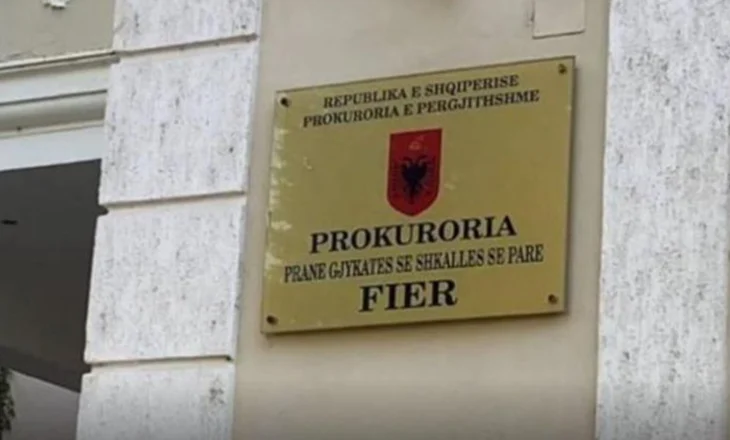 REPUBLIKA E SHQIPERISE
PROKURORIA E PERGJITHSHME
PROKURORIA
PRANE GJYKATES SE SHKALLES SE PARE
FIER